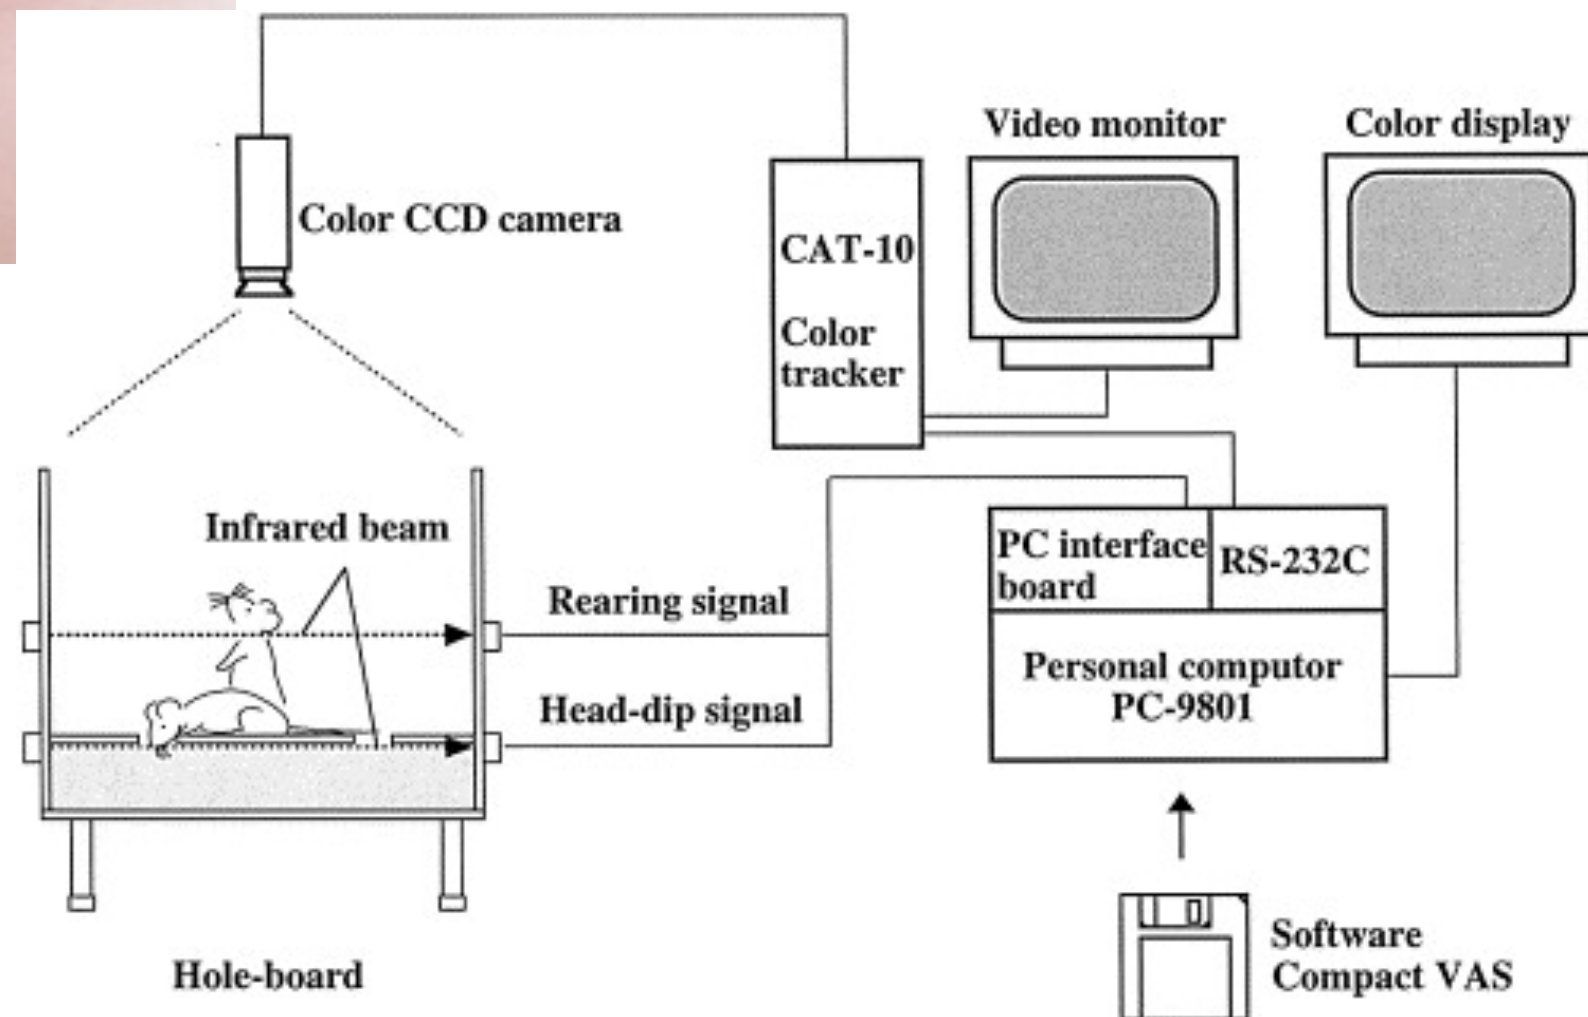 Video monitor
Color display
Color CCD camera
CAT-10
Color
tracker
Infrared beam
Rearing signal
Head-dip signal
PC interface
board
RS-232C
Personal computor
PC-9801
Hole-board
Software
Compact VAS